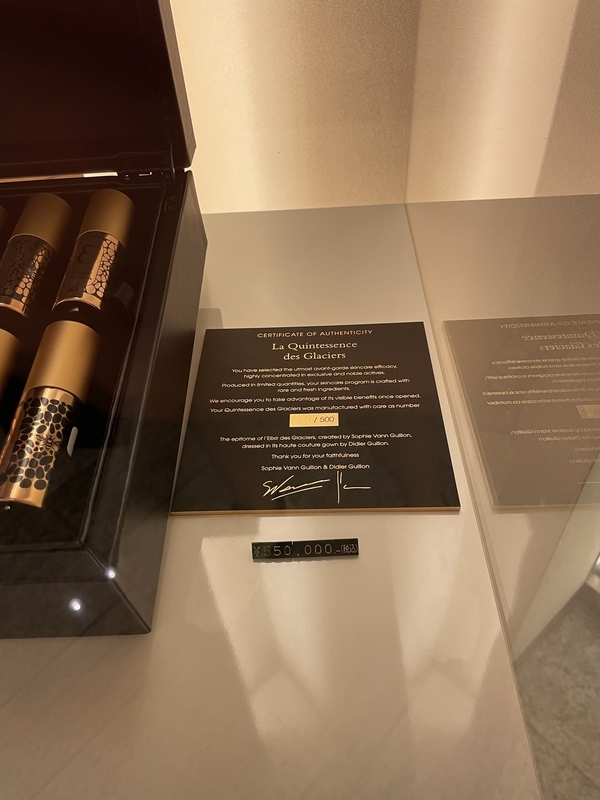 CERTIFICATE OF AUTHENTICITY
La Quintessence
des Glaciers
You have selected the utmost avant-garde skincare efficacy,
highly concentrated in exclusive and noble actives.
Produced in limited quantities, your skincare program is crafted with
rare and fresh ingredients.
We encourage you to take advantage of its visible benefits once opened.
Your Quintessence des Glaciers was manufactured with care as number
/ 500
The epitome of l'Elixir des Glaciers, created by Sophie Vann Guillon,
dressed in its haute couture gown by Didier Guillon.
Thank you for your faithfulness
Sophie Vann Guillon & Didier Guillon
¥550,000.-税込